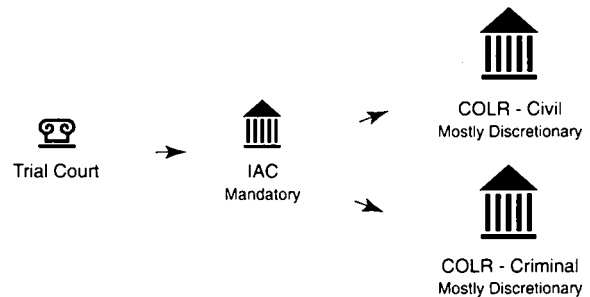 Trial Court
IAC
Mandatory
COLR - Civil
Mostly Discretionary
COLR - Criminal
Mostly Discretionary